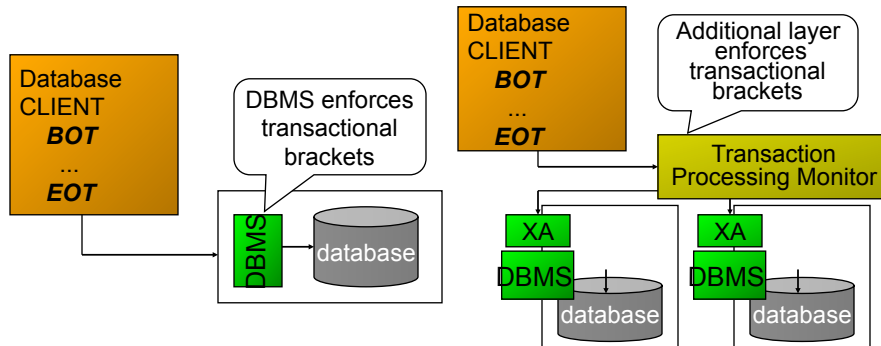 Database
CLIENT
BOT
...
EOT
DBMS enforces
transactional
brackets
DBMS
database
Database
CLIENT
BOT
...
EOT
Additional layer
enforces
transactional
brackets
Transaction
Processing Monitor
XA
DBMS
database
XA
DBMS
database